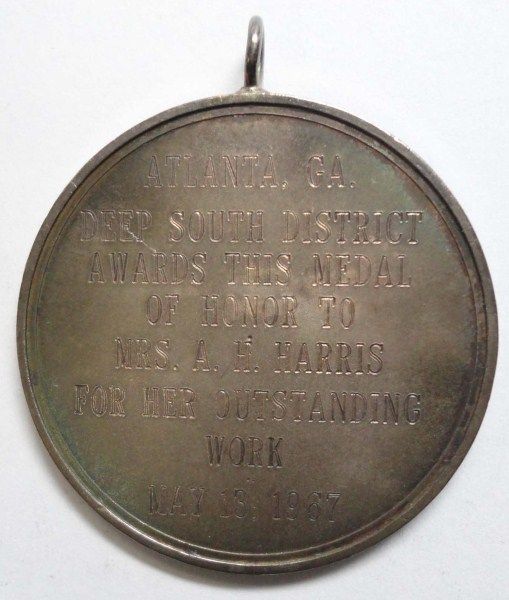 ATLANTA, GA.
DEEP SOUTH DISTRICT
AWARDS THIS MEDAL
OF HONOR TO
MRS. A. H. HARRIS
FOR HER OUTSTANDING
WORK
MAY 13, 1967